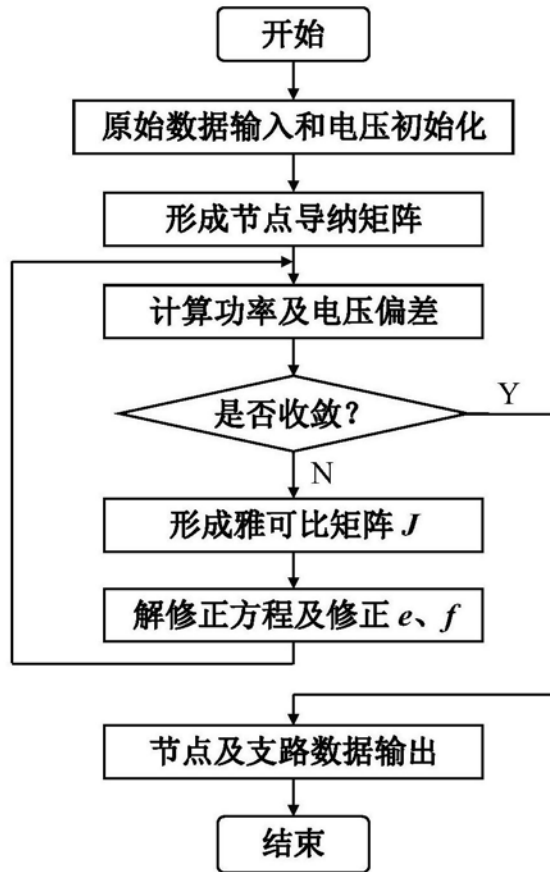 开始
原始数据输入和电压初始化
形成节点导纳矩阵
计算功率及电压偏差
是否收敛？
Y
N
形成雅可比矩阵 J
解修正方程及修正 e、f
节点及支路数据输出
结束